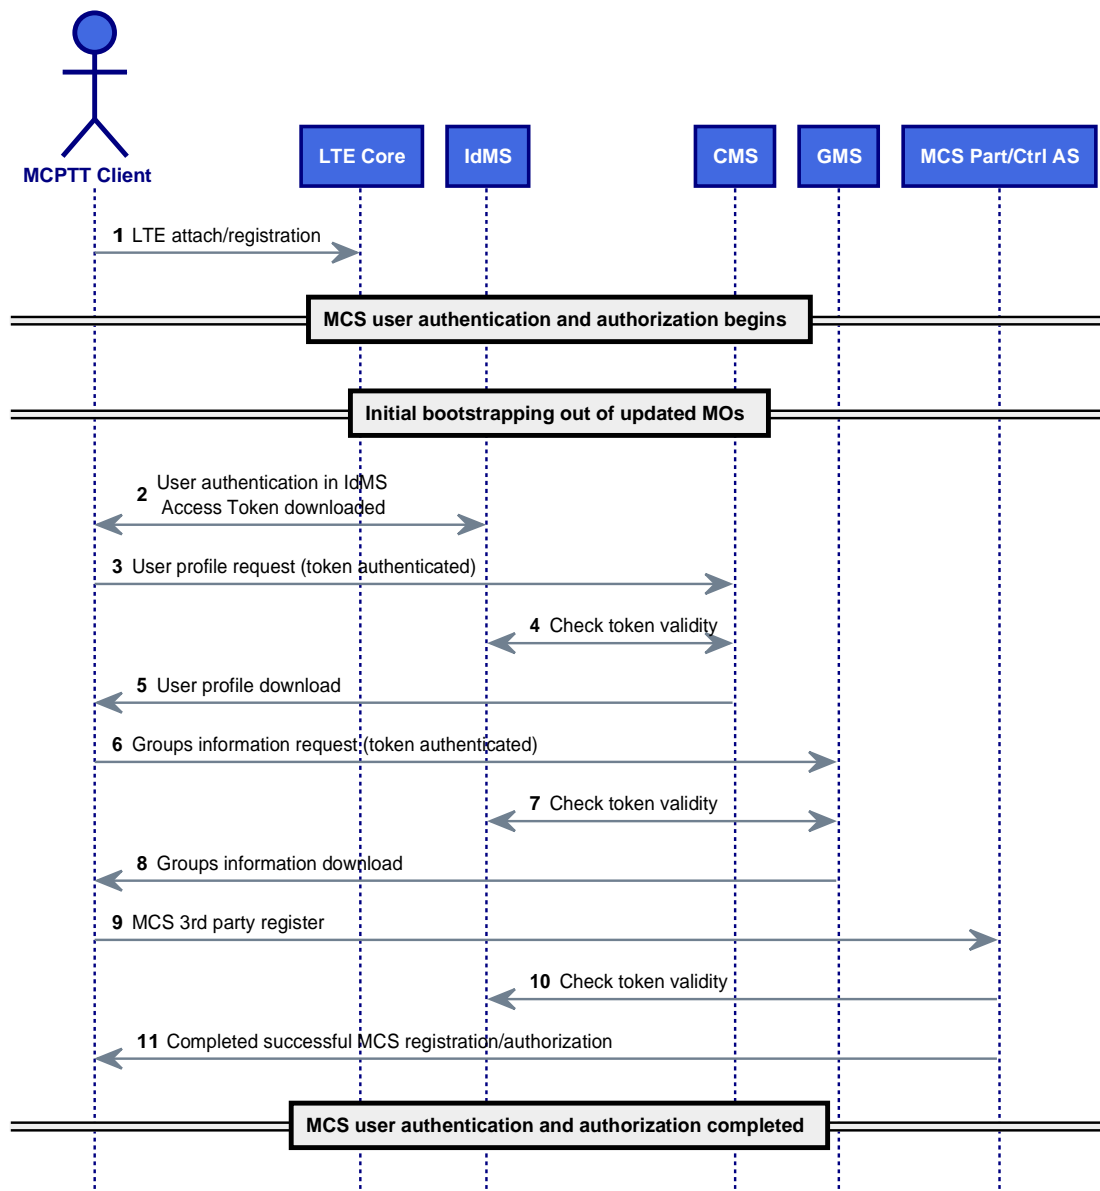 MCPTT Client
LTE Core
IdMS
CMS
GMS
MCS Part/Ctrl AS
1 LTE attach/registration
MCS user authentication and authorization begins
Initial bootstrapping out of updated MOs
2 User authentication in IdMS
Access Token downloaded
3 User profile request (token authenticated)
4 Check token validity
5 User profile download
6 Groups information request (token authenticated)
7 Check token validity
8 Groups information download
9 MCS 3rd party register
10 Check token validity
11 Completed successful MCS registration/authorization
MCS user authentication and authorization completed